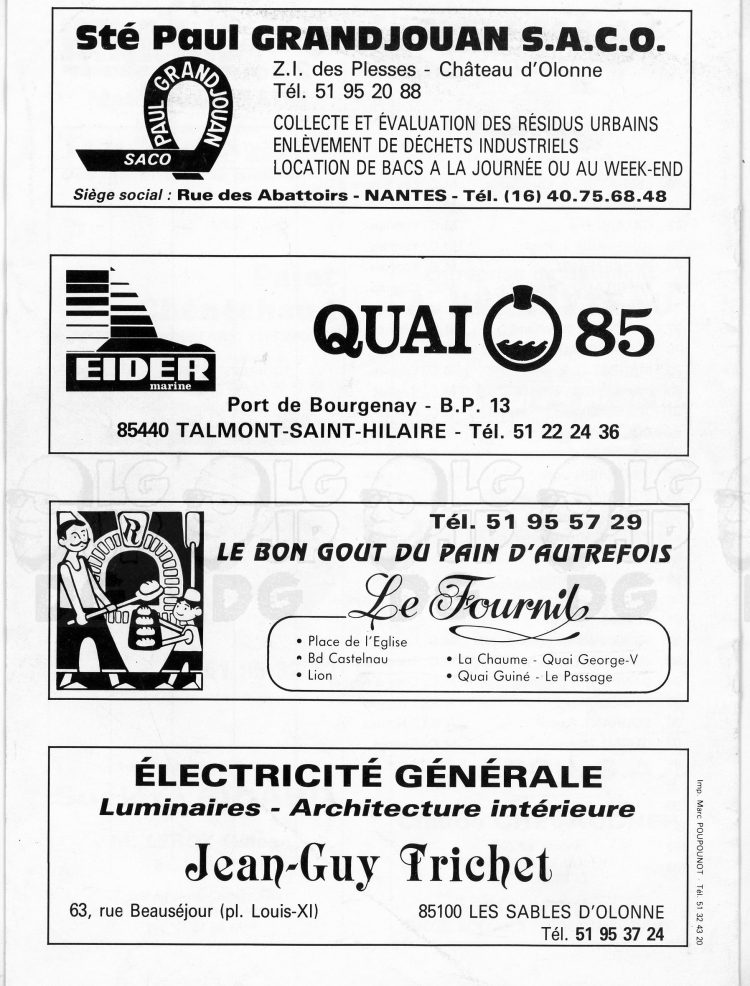 Sté Paul GRANDJOUAN S.A.C.O.
PAUL GRANDJOUAN
SACO
Z.I. des Plesses - Château d'Olonne
Tél. 51 95 20 88
COLLECTE ET ÉVALUATION DES RÉSIDUS URBAINS
ENLÈVEMENT DE DÉCHETS INDUSTRIELS
LOCATION DE BACS A LA JOURNÉE OU AU WEEK-END
Siège social : Rue des Abattoirs - NANTES - Tél. (16) 40.75.68.48
EIDER
marine
QUAI 85
Port de Bourgenay - B.P. 13
85440 TALMONT-SAINT-HILAIRE - Tél. 51 22 24 36
R
Tél. 51 95 57 29
LE BON GOUT DU PAIN D'AUTREFOIS
Le Fournil
• Place de l'Eglise
• Bd Castelnau
• Lion
• La Chaume - Quai George-V
• Quai Guiné - Le Passage
ÉLECTRICITÉ GÉNÉRALE
Luminaires - Architecture intérieure
Jean-Guy Trichet
63, rue Beauséjour (pl. Louis-XI)
85100 LES SABLES D'OLONNE
Tél. 51 95 37 24
Imp. Marc POUPOUNOT - Tél. 51 32 43 20